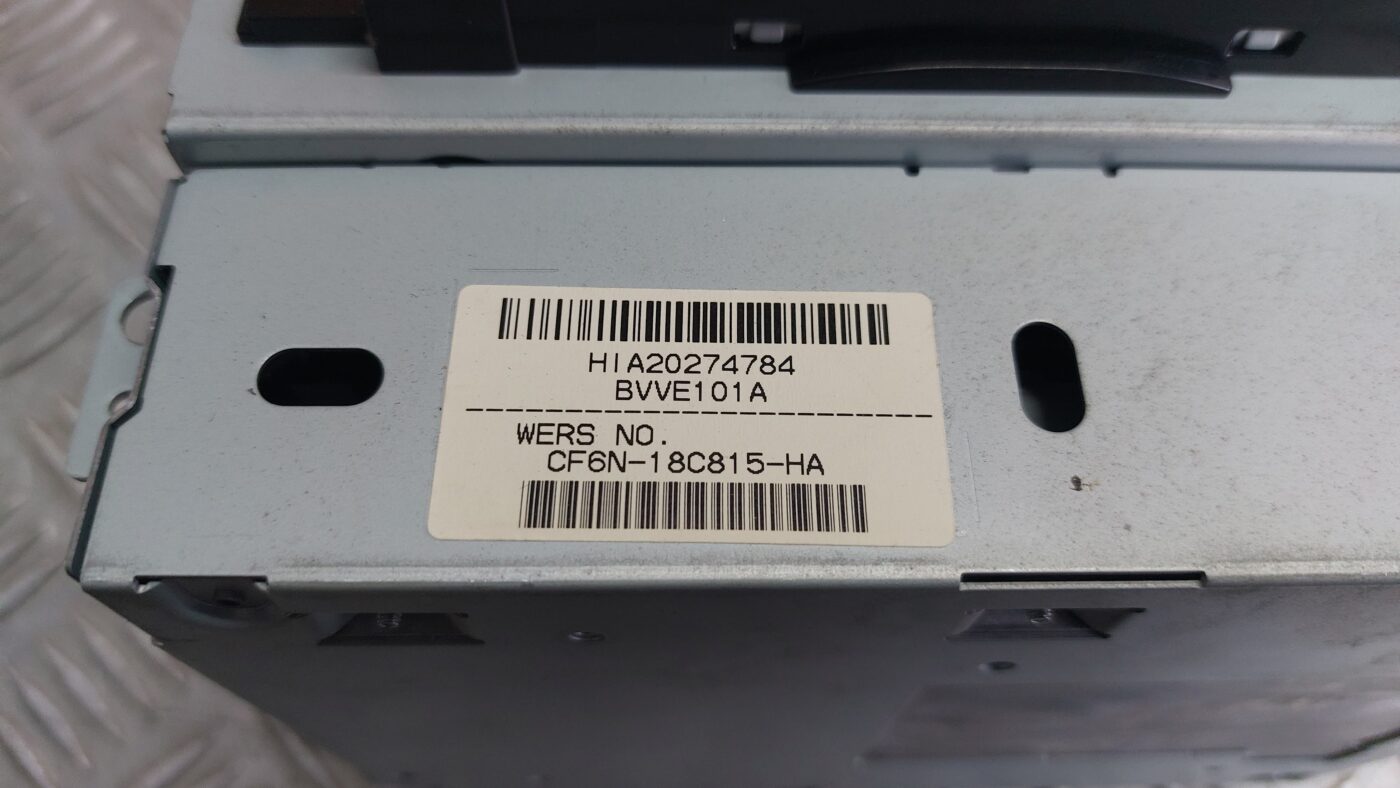 HIA20274784
BVVE101A
WERS NO.
CF6N-18C815-HA